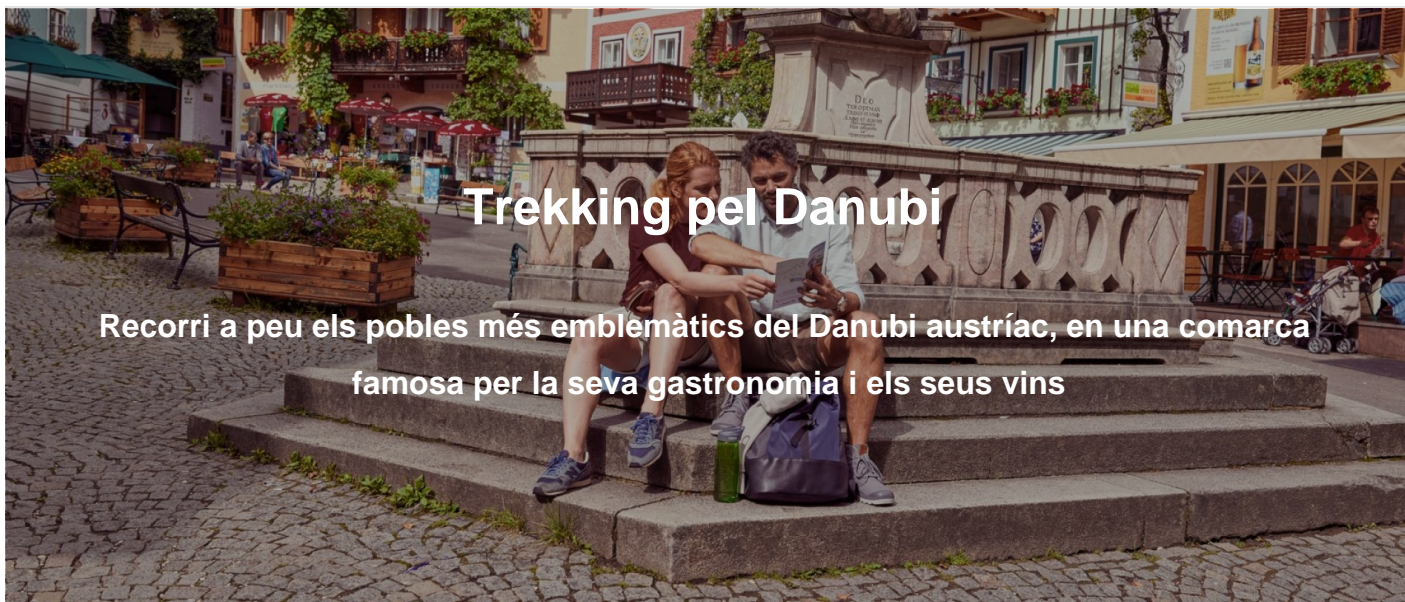 Trekking pel Danubi
Recorri a peu els pobles més emblemàtics del Danubi austríac, en una comarca
famosa per la seva gastronomia i els seus vins
DEO